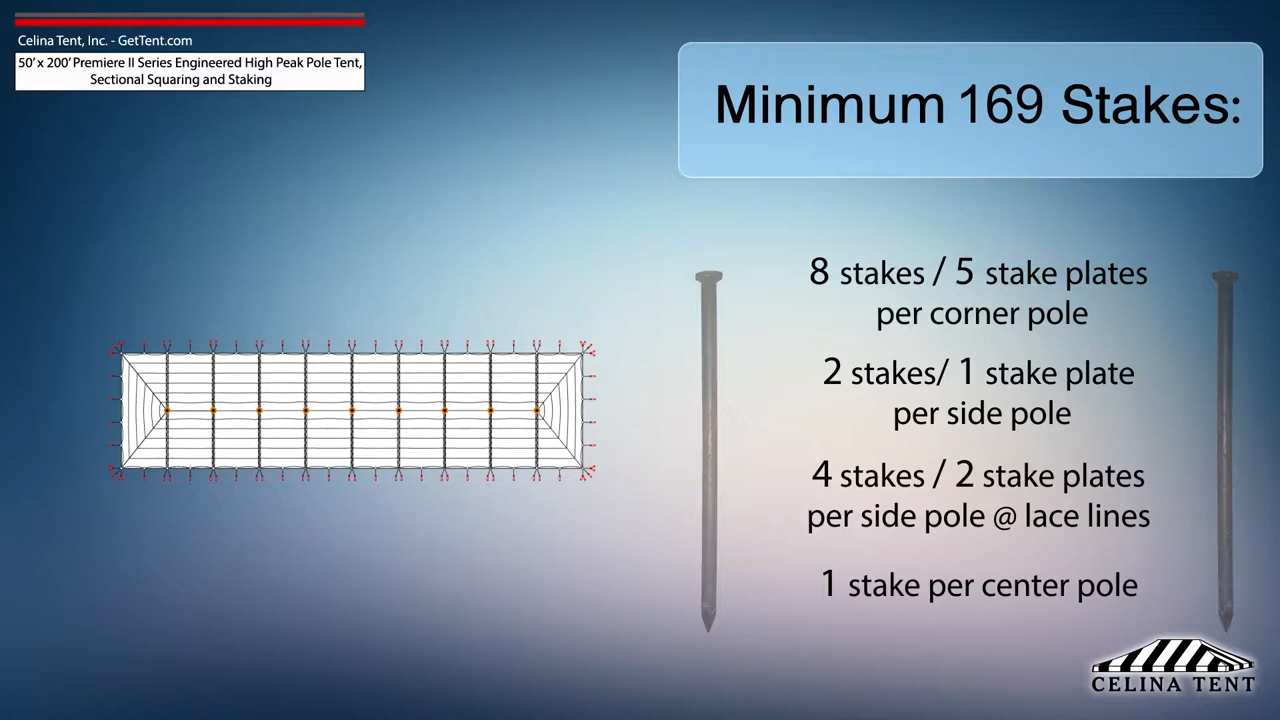 Celina Tent, Inc. - GetTent.com
50' x 200' Premiere II Series Engineered High Peak Pole Tent,
Sectional Squaring and Staking
Minimum 169 Stakes:
8 stakes / 5 stake plates
per corner pole
2 stakes/ 1 stake plate
per side pole
4 stakes / 2 stake plates
per side pole @ lace lines
1 stake per center pole
CELINA TENT